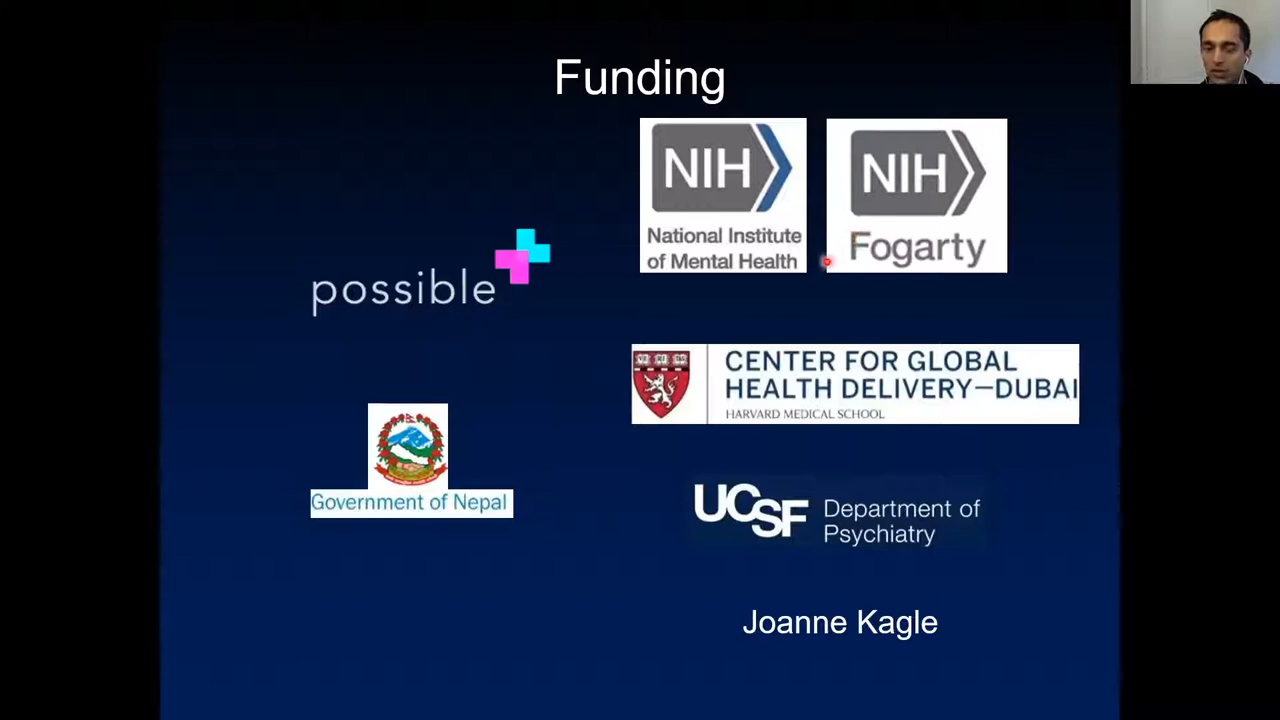 Funding
NIH
National Institute
of Mental Health
NIH
Fogarty
possible
CENTER FOR GLOBAL
HEALTH DELIVERY—DUBAI
HARVARD MEDICAL SCHOOL
Government of Nepal
UCSF
Department of
Psychiatry
Joanne Kagle